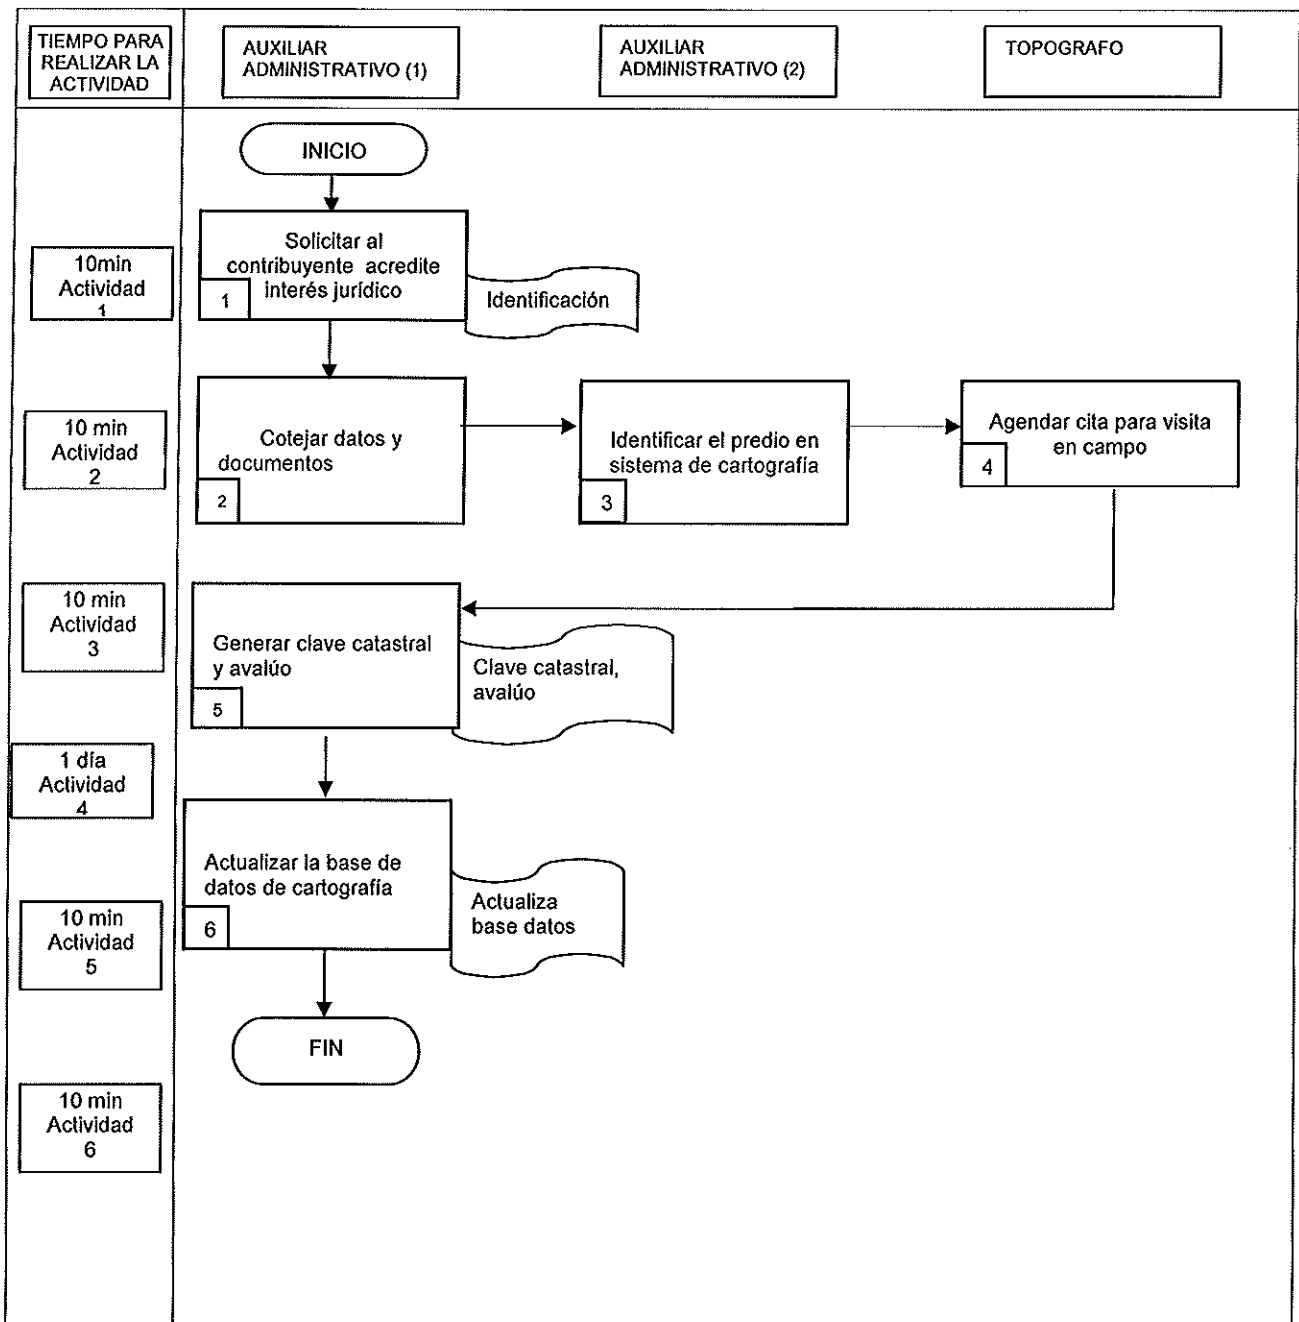 TIEMPO PARA
REALIZAR LA
ACTIVIDAD
AUXILIAR
ADMINISTRATIVO (1)
AUXILIAR
ADMINISTRATIVO (2)
TOPOGRAFO
INICIO
10min
Actividad
1
Solicitar al
contribuyente acredite
interés jurídico
1
Identificación
10 min
Actividad
2
Cotejar datos y
documentos
2
Identificar el predio en
sistema de cartografía
3
Agendar cita para visita
en campo
4
10 min
Actividad
3
Generar clave catastral
y avalúo
5
Clave catastral,
avalúo
1 día
Actividad
4
Actualizar la base de
datos de cartografía
6
Actualiza
base datos
10 min
Actividad
5
FIN
10 min
Actividad
6